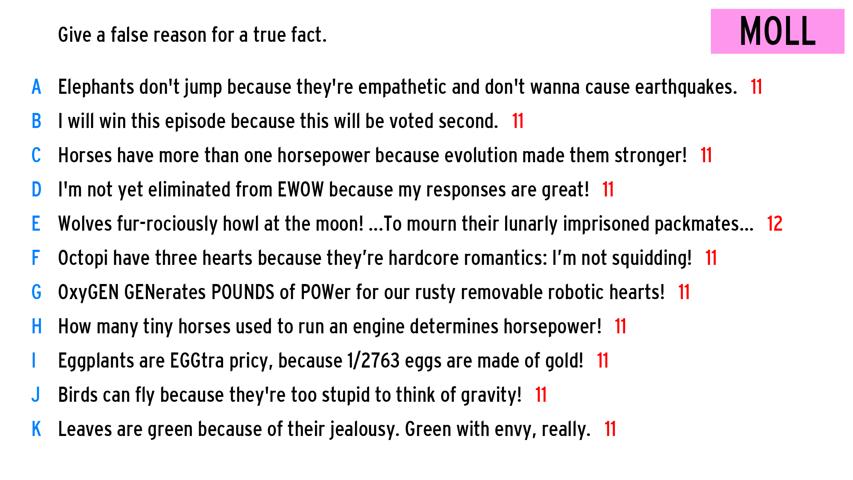 Give a false reason for a true fact.
MOLL
A Elephants don't jump because they're empathetic and don't wanna cause earthquakes. 11
B I will win this episode because this will be voted second. 11
C Horses have more than one horsepower because evolution made them stronger! 11
D I'm not yet eliminated from EWOW because my responses are great! 11
E Wolves fur-rociously howl at the moon! ...To mourn their lunarly imprisoned packmates... 12
F Octopi have three hearts because they’re hardcore romantics: I’m not squidding! 11
G OxyGEN GENerates POUNDS of POWer for our rusty removable robotic hearts! 11
H How many tiny horses used to run an engine determines horsepower! 11
I Eggplants are EGGtra pricy, because 1/2763 eggs are made of gold! 11
J Birds can fly because they're too stupid to think of gravity! 11
K Leaves are green because of their jealousy. Green with envy, really. 11